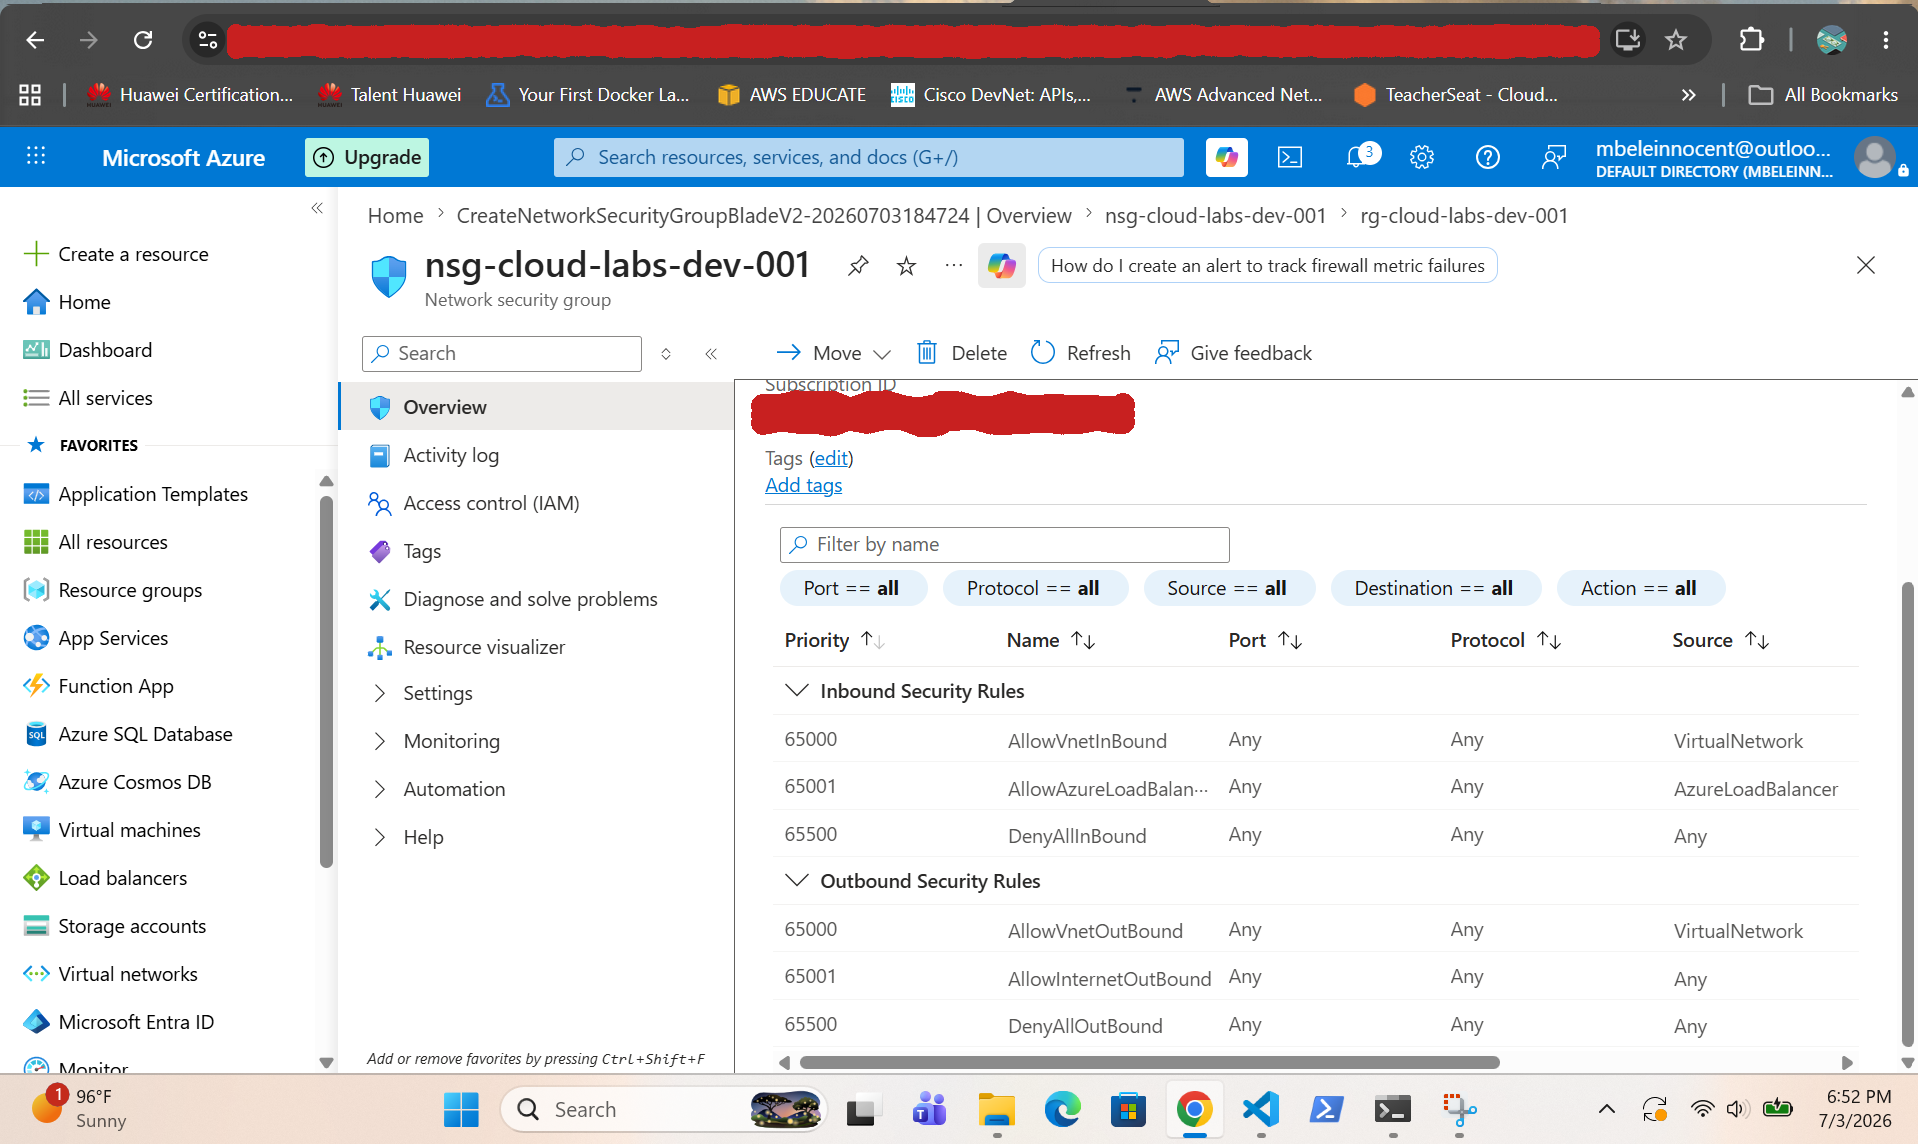 Huawei Certification...
Talent Huawei
Your First Docker La...
AWS EDUCATE
Cisco DevNet: APIs,...
AWS Advanced Net...
TeacherSeat - Cloud...
All Bookmarks
Microsoft Azure
Upgrade
Search resources, services, and docs (G+/)
3
mbeleinnocent@outloo...
DEFAULT DIRECTORY (MBELEINN...
Create a resource
Home
Dashboard
All services
FAVORITES
Application Templates
All resources
Resource groups
App Services
Function App
Azure SQL Database
Azure Cosmos DB
Virtual machines
Load balancers
Storage accounts
Virtual networks
Microsoft Entra ID
Monitor
Home > CreateNetworkSecurityGroupBladeV2-20260703184724 | Overview > nsg-cloud-labs-dev-001 > rg-cloud-labs-dev-001
nsg-cloud-labs-dev-001
Network security group
How do I create an alert to track firewall metric failures
Search
Overview
Activity log
Access control (IAM)
Tags
Diagnose and solve problems
Resource visualizer
Settings
Monitoring
Automation
Help
Add or remove favorites by pressing Ctrl+Shift+F
Move
Delete
Refresh
Give feedback
Subscription ID
Tags (edit)
Add tags
Filter by name
Port == all
Protocol == all
Source == all
Destination == all
Action == all
Priority Name Port Protocol Source
Inbound Security Rules
65000 AllowVnetInBound Any Any VirtualNetwork
65001 AllowAzureLoadBalan··· Any Any AzureLoadBalancer
65500 DenyAllInBound Any Any Any
Outbound Security Rules
65000 AllowVnetOutBound Any Any VirtualNetwork
65001 AllowInternetOutBound Any Any Any
65500 DenyAllOutBound Any Any Any
1
96°F
Sunny
Search
6:52 PM
7/3/2026